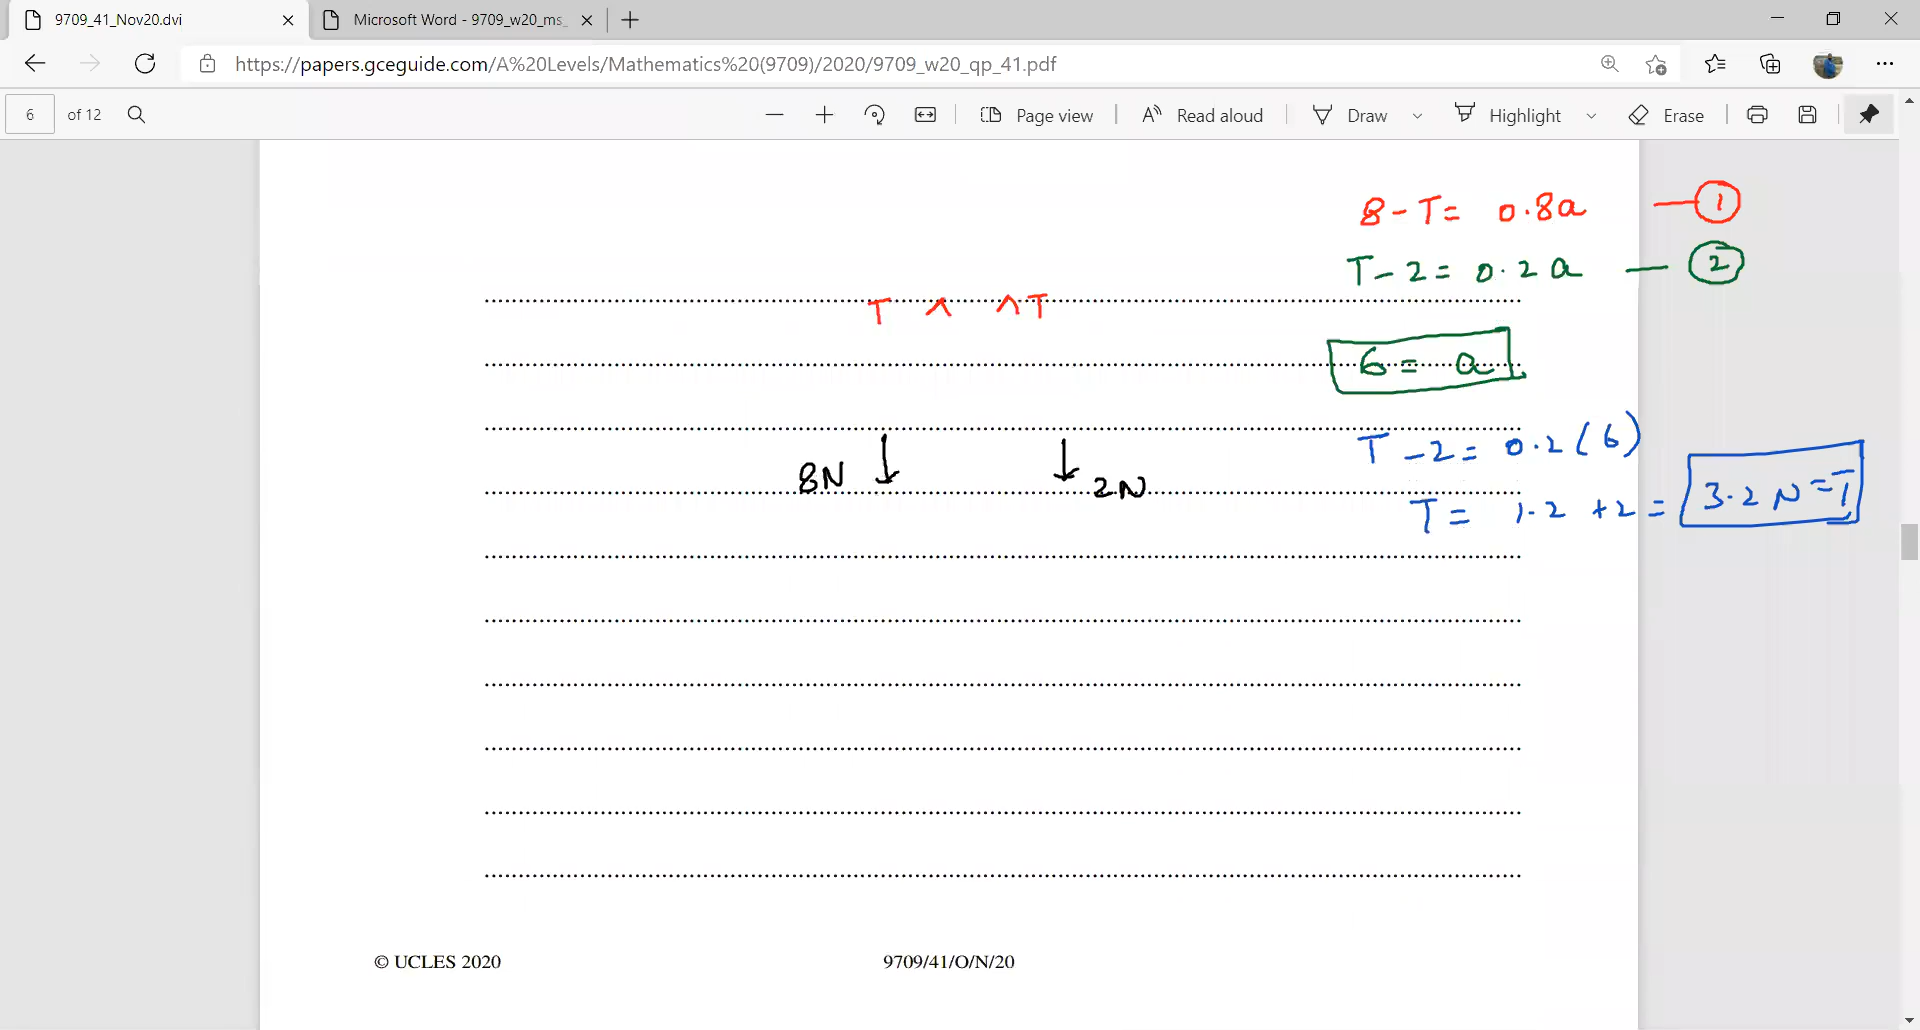 9709_41_Nov20.dvi
Microsoft Word - 9709_w20_ms_
https://papers.gceguide.com/A%20Levels/Mathematics%20(9709)/2020/9709_w20_qp_41.pdf
6 of 12
Page view
Read aloud
Draw
Highlight
Erase
8 - T = 0.8a — 1
T - 2 = 0.2a — 2
T ^ ^ T
6 = a
8N ↓ ↓ 2N
T - 2 = 0.2(6)
T = 1.2 + 2 = 3.2 N = T
© UCLES 2020
9709/41/O/N/20